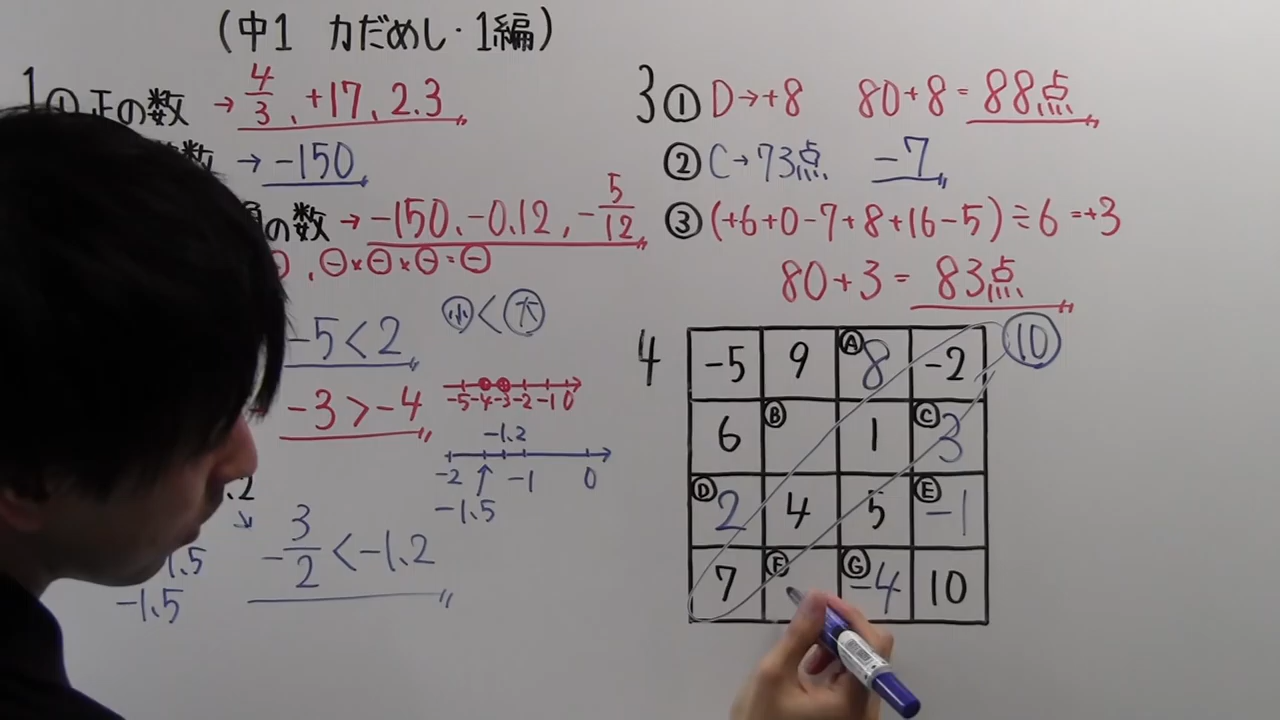 (中1 力だめし・1編)
1 ① 正の数 → 4/3、+17、2.3
数 → -150
負の数 → -150、-0.12、-5/12
、⊖×⊖×⊖=⊖
-5<2
小<大
-3>-4
-5 -4 -3 -2 -1 0
-1.2
-2 -1 0
-1.5
.2
-3/2<-1.2
1.5
-1.5
3 ① D→+8 80+8=88点
② C→73点 -7
③ (+6+0-7+8+16-5)÷6=+3
80+3=83点
4
-5 9 Ⓐ 8 -2 10
6 Ⓑ 1 Ⓒ 3
Ⓓ 2 4 5 Ⓔ -1
7 Ⓕ Ⓖ -4 10